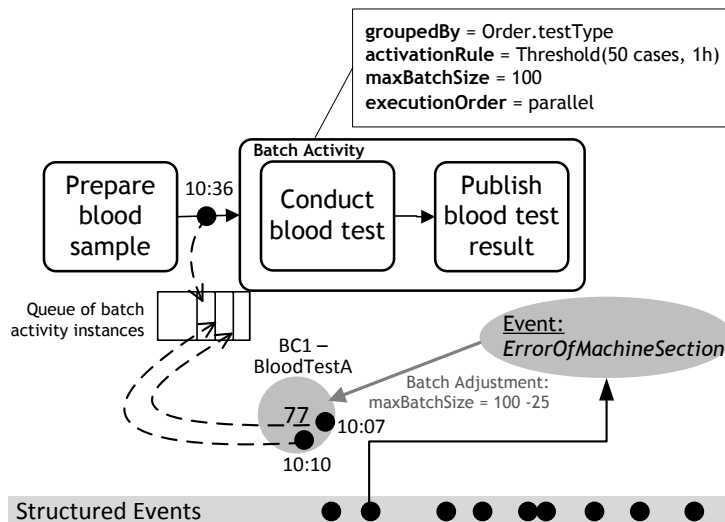 groupedBy = Order.testType
activationRule = Threshold(50 cases, 1h)
maxBatchSize = 100
executionOrder = parallel
Batch Activity
Prepare
blood
sample
10:36
Conduct
blood test
Publish
blood test
result
Queue of batch
activity instances
BC1 –
BloodTestA
Event:
ErrorOfMachineSection
Batch Adjustment:
maxBatchSize = 100 -25
77
10:07
10:10
Structured Events